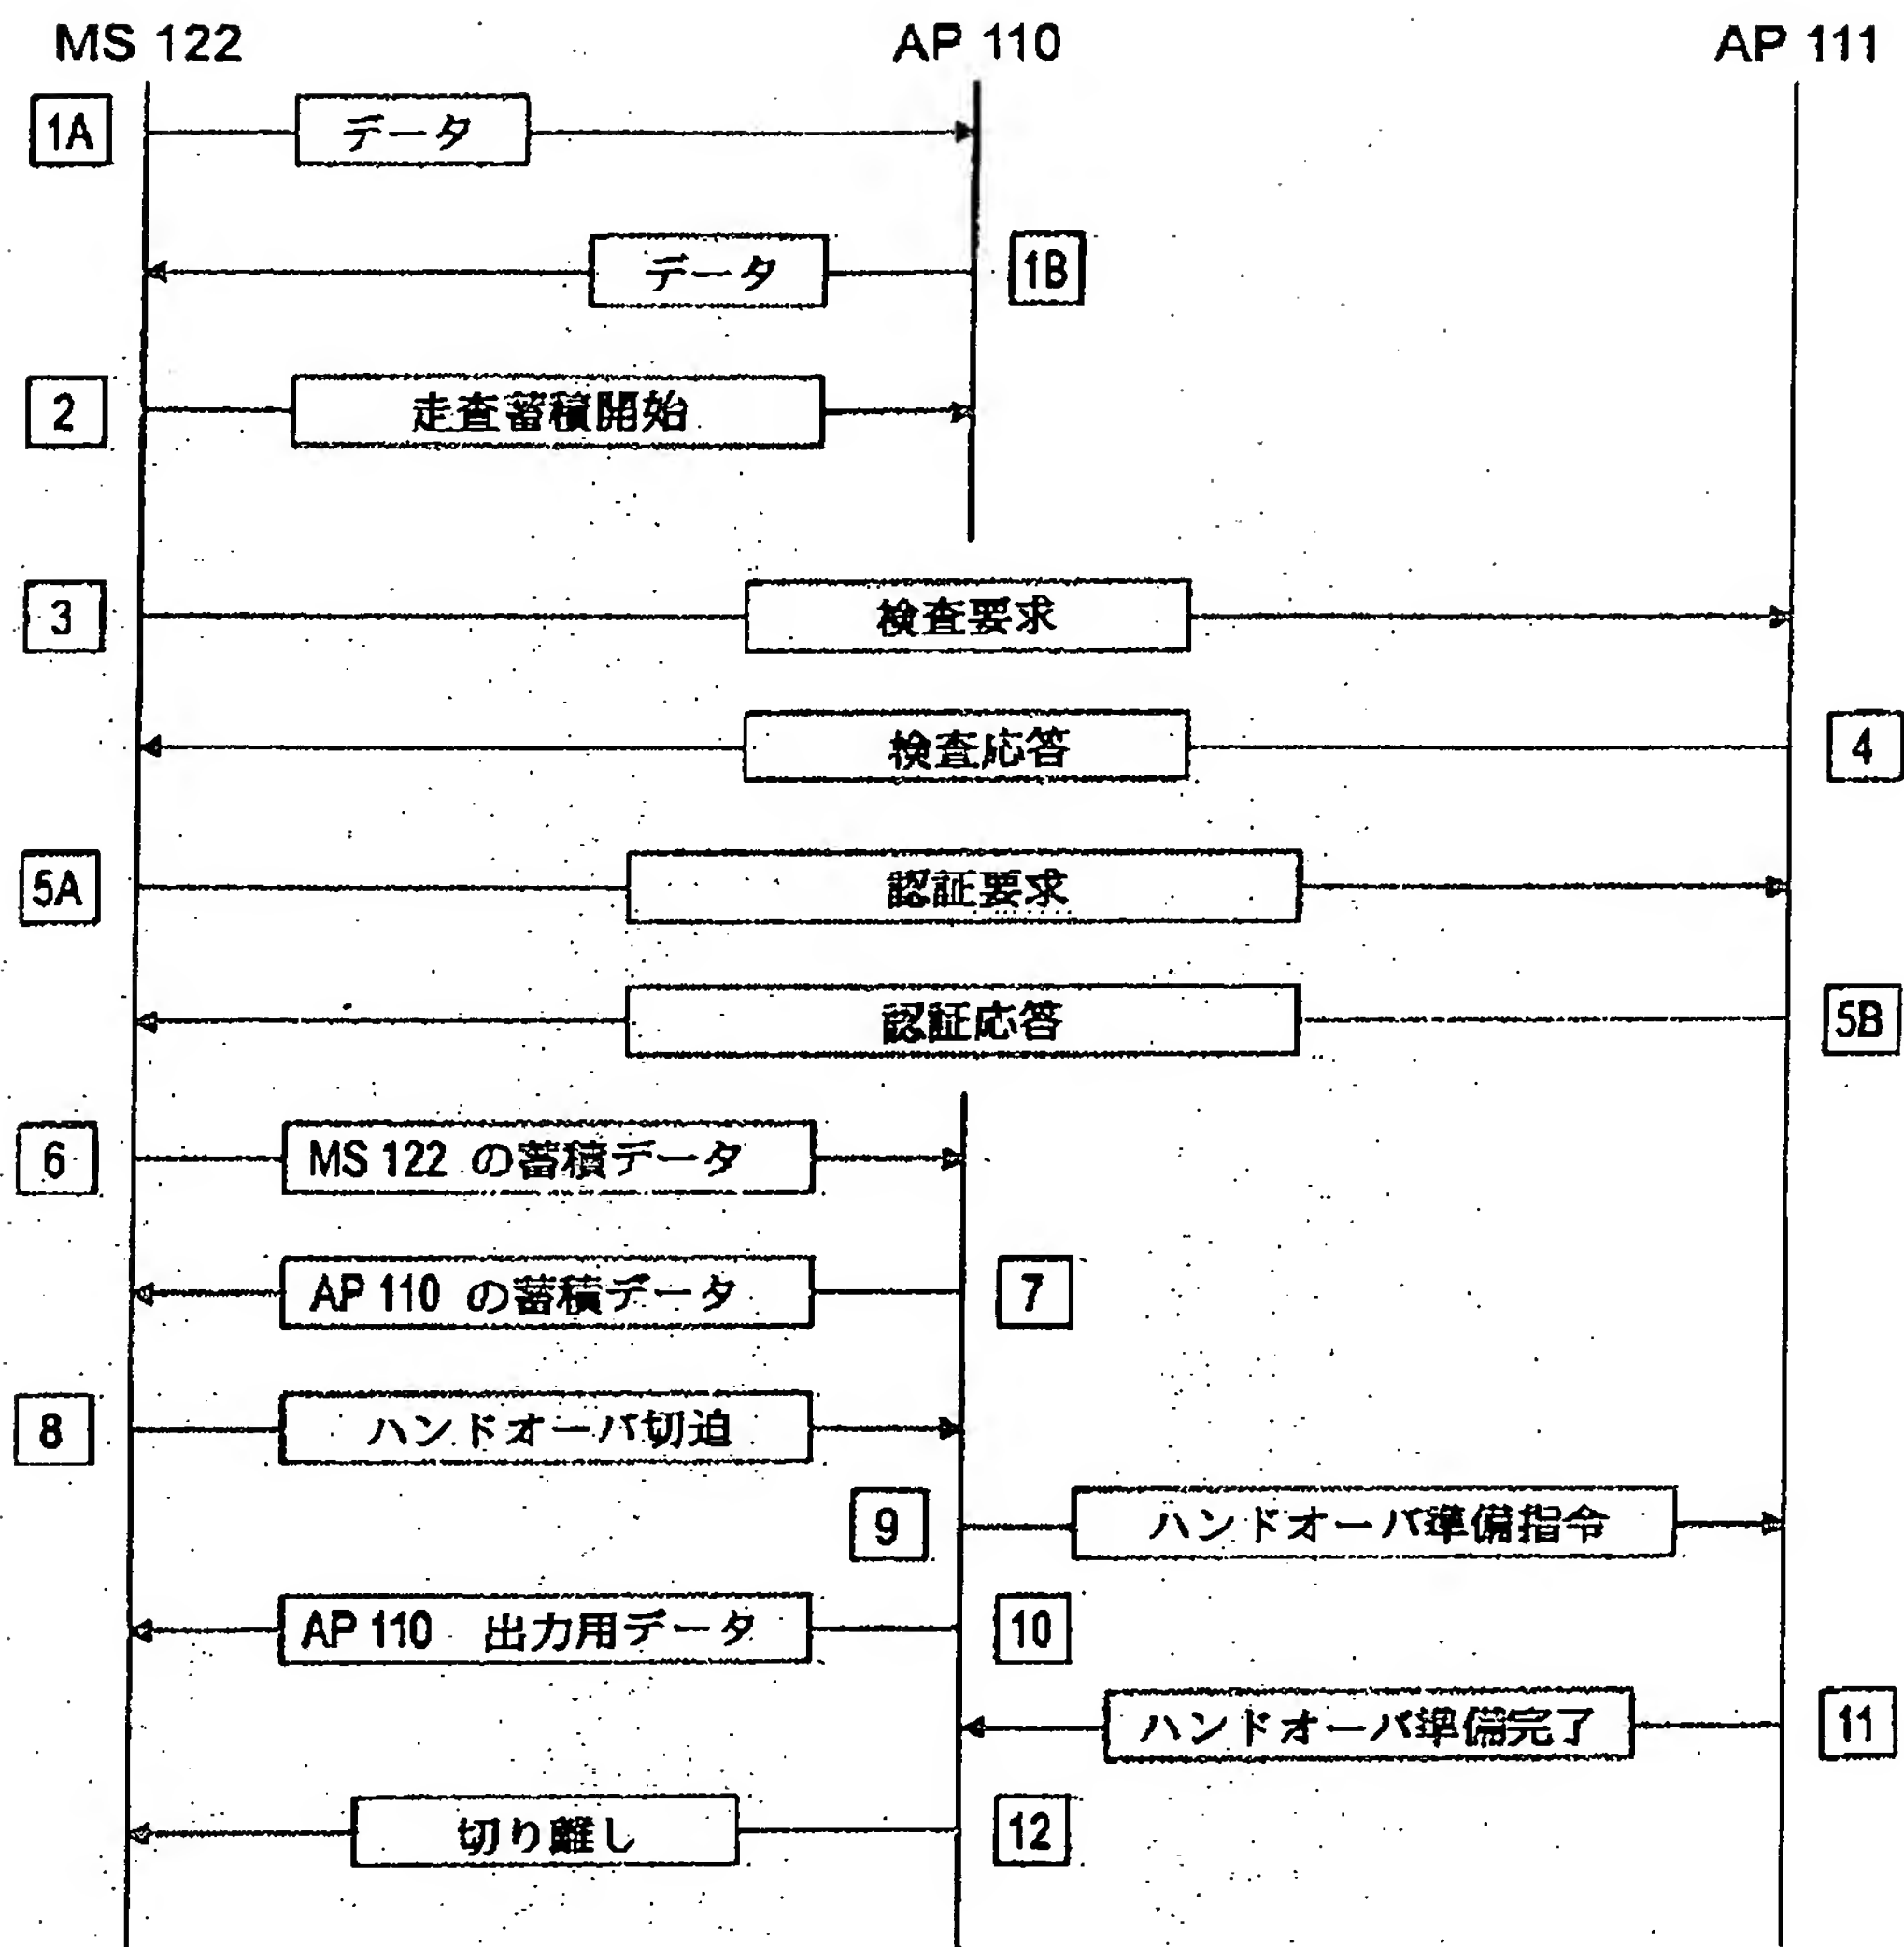 MS 122 AP 110 AP 111
1A データ
データ 1B
2 走査蓄積開始
3 検査要求
検査応答 4
5A 認証要求
認証応答 5B
6 MS 122 の蓄積データ
AP 110 の蓄積データ 7
8 ハンドオーバ切迫
9 ハンドオーバ準備指令
AP 110 出力用データ 10
ハンドオーバ準備完了 11
切り離し 12